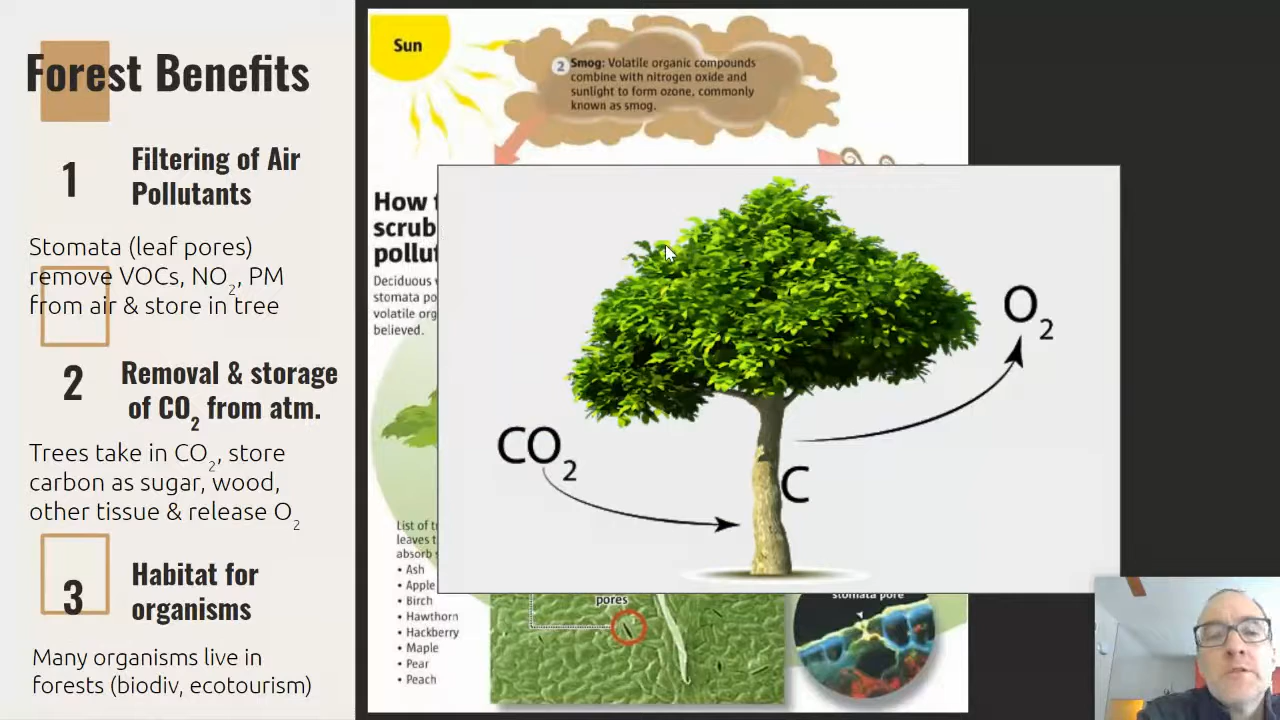 Forest Benefits
1
Filtering of Air
Pollutants
Stomata (leaf pores)
remove VOCs, NO2, PM
from air & store in tree
2
Removal & storage
of CO2 from atm.
Trees take in CO2, store
carbon as sugar, wood,
other tissue & release O2
3
Habitat for
organisms
Many organisms live in
forests (biodiv, ecotourism)
Sun
2 Smog: Volatile organic compounds
combine with nitrogen oxide and
sunlight to form ozone, commonly
known as smog.
How
scrub
pollut
Deciduous
stomata po
volatile org
believed.
CO2
C
O2
List of t
leaves t
absorb
• Ash
• Apple
• Birch
• Hawthorn
• Hackberry
• Maple
• Pear
• Peach
pores
stomata pore